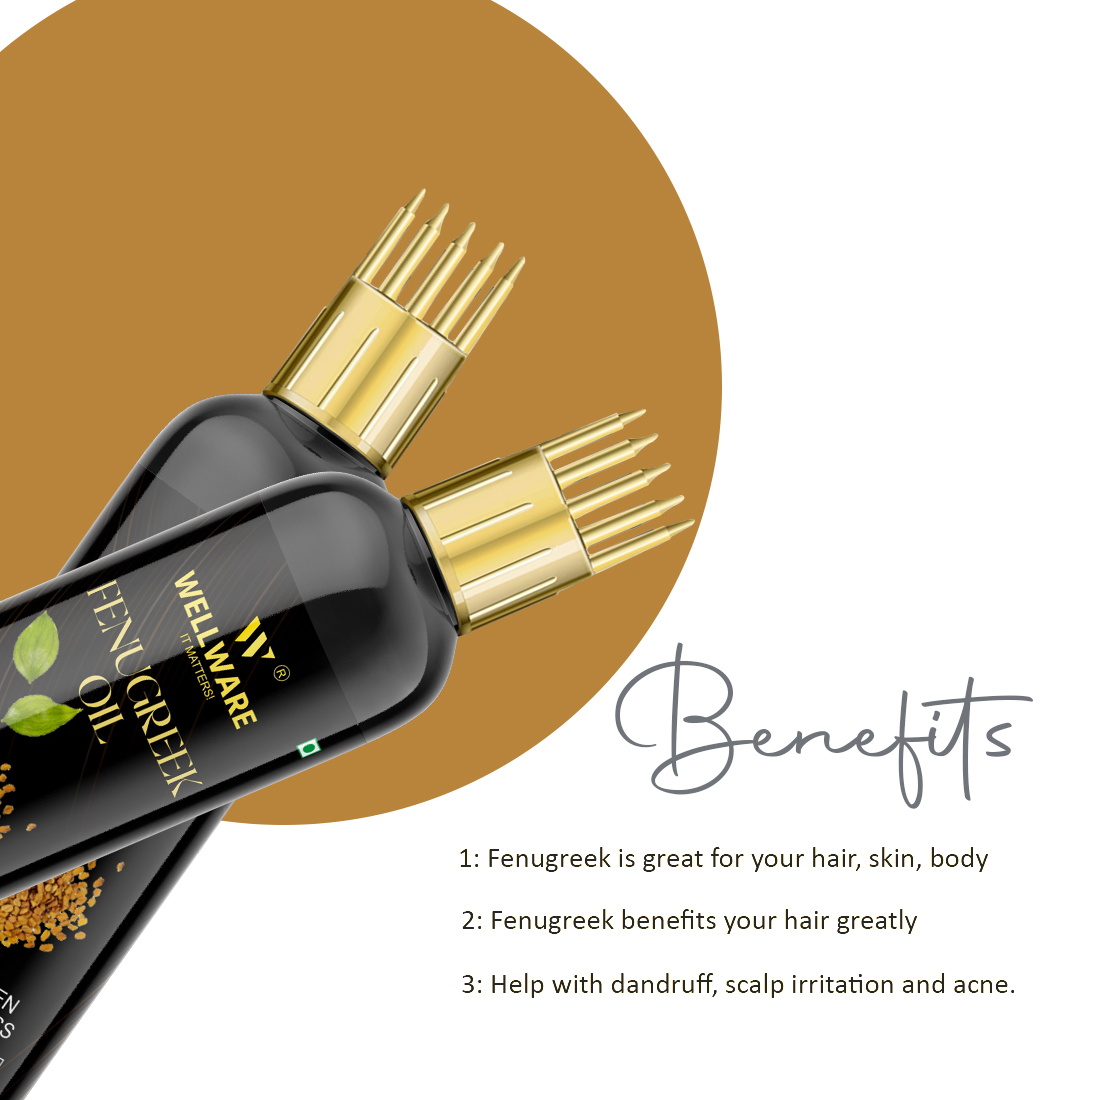 W
®
WELLWARE
IT MATTERS!
FENUGREEK
OIL
Benefits
1: Fenugreek is great for your hair, skin, body
2: Fenugreek benefits your hair greatly
3: Help with dandruff, scalp irritation and acne.